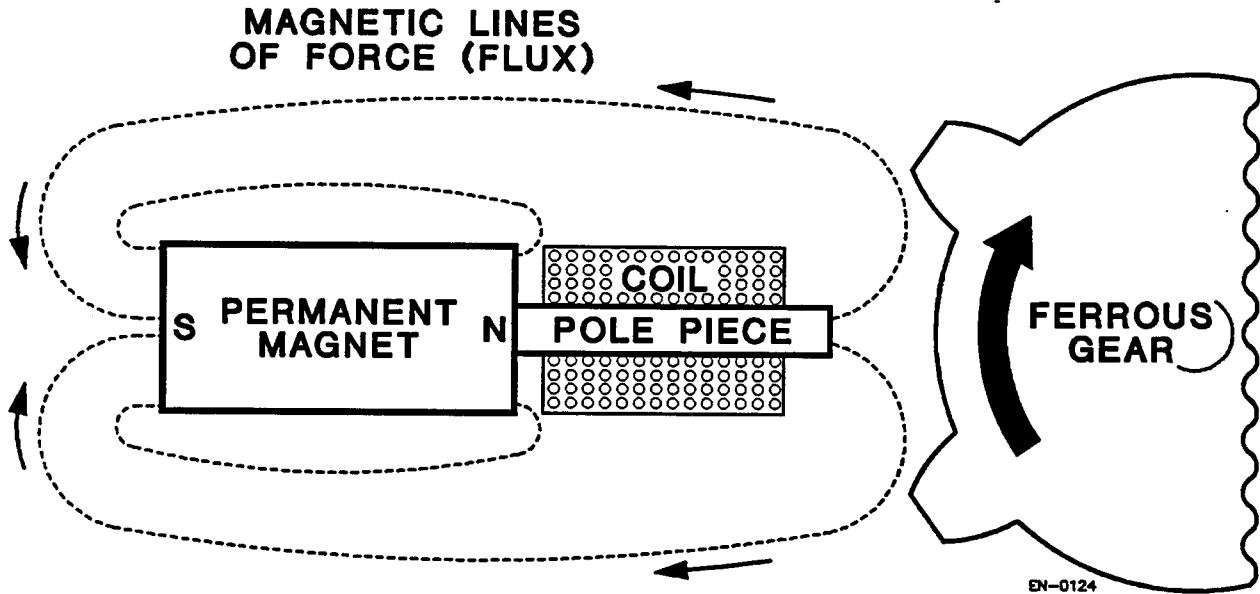 MAGNETIC LINES
OF FORCE (FLUX)
COIL
S
PERMANENT
MAGNET
N
POLE PIECE
FERROUS
GEAR
EN-0124